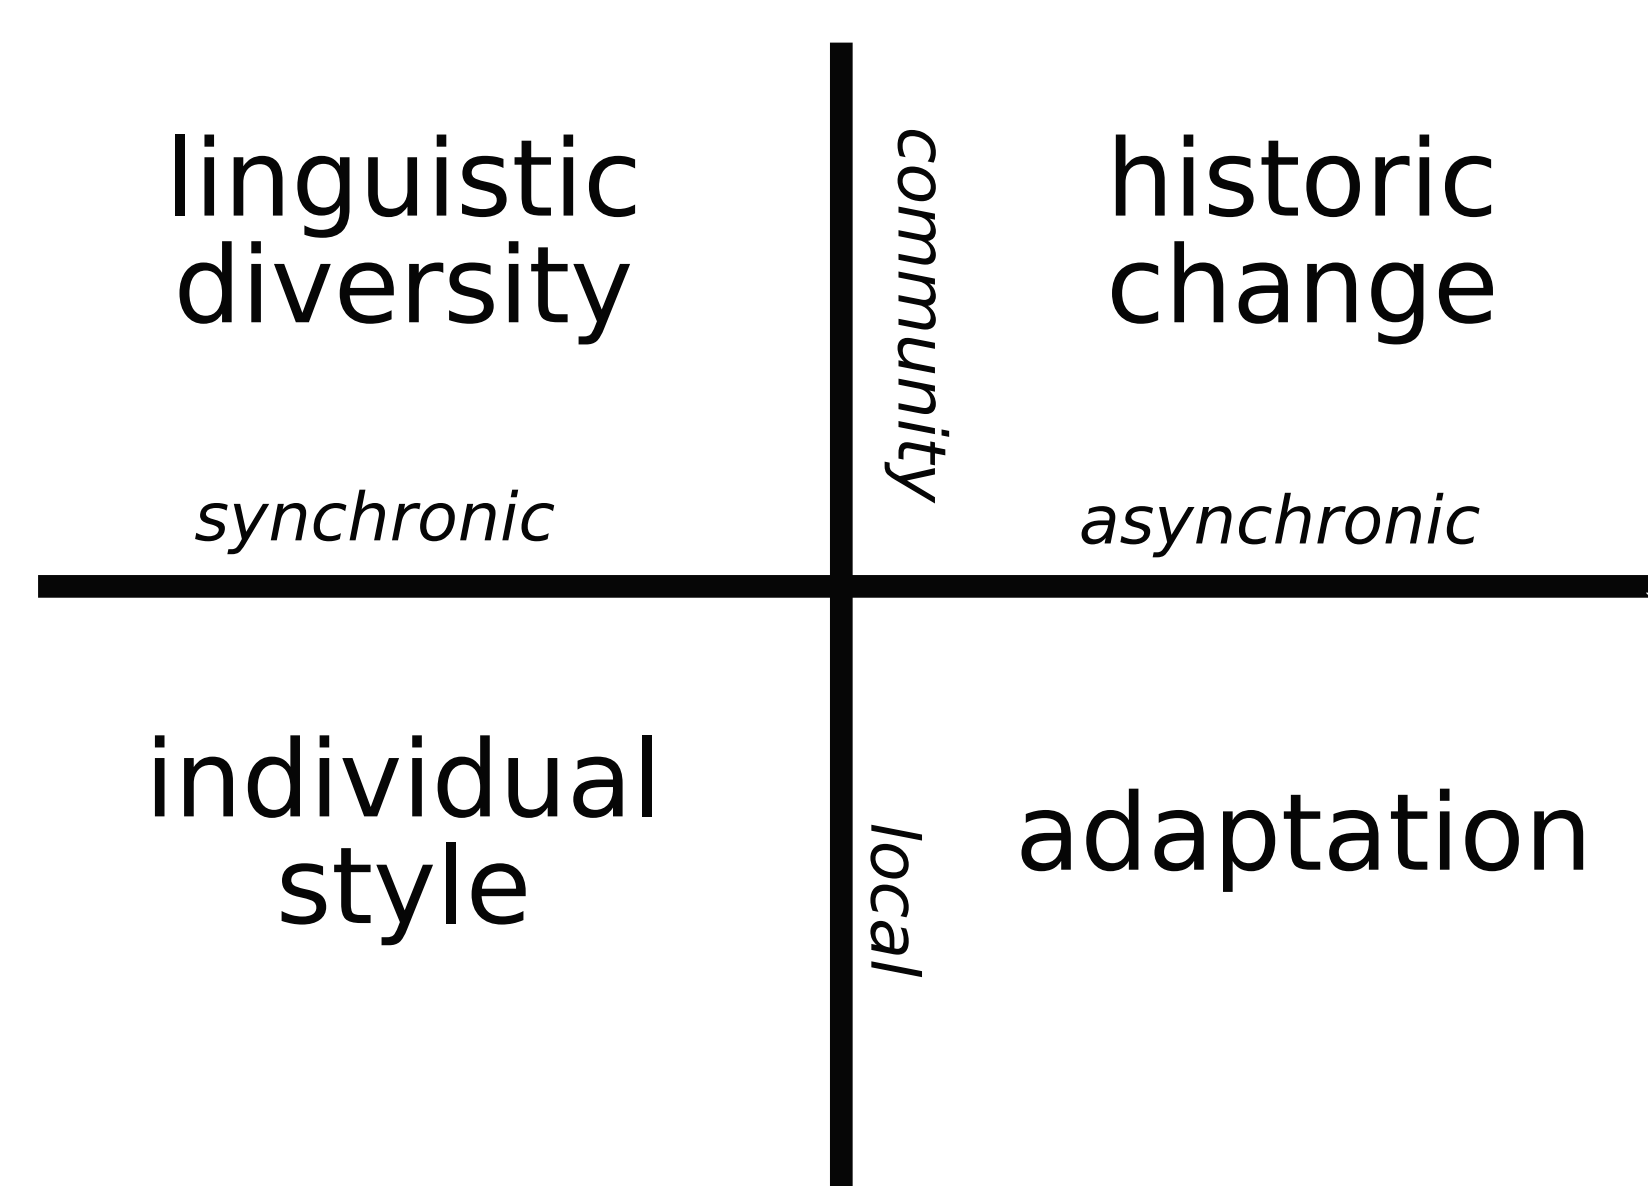 linguistic
diversity
community
historic
change
synchronic
asynchronic
individual
style
local
adaptation